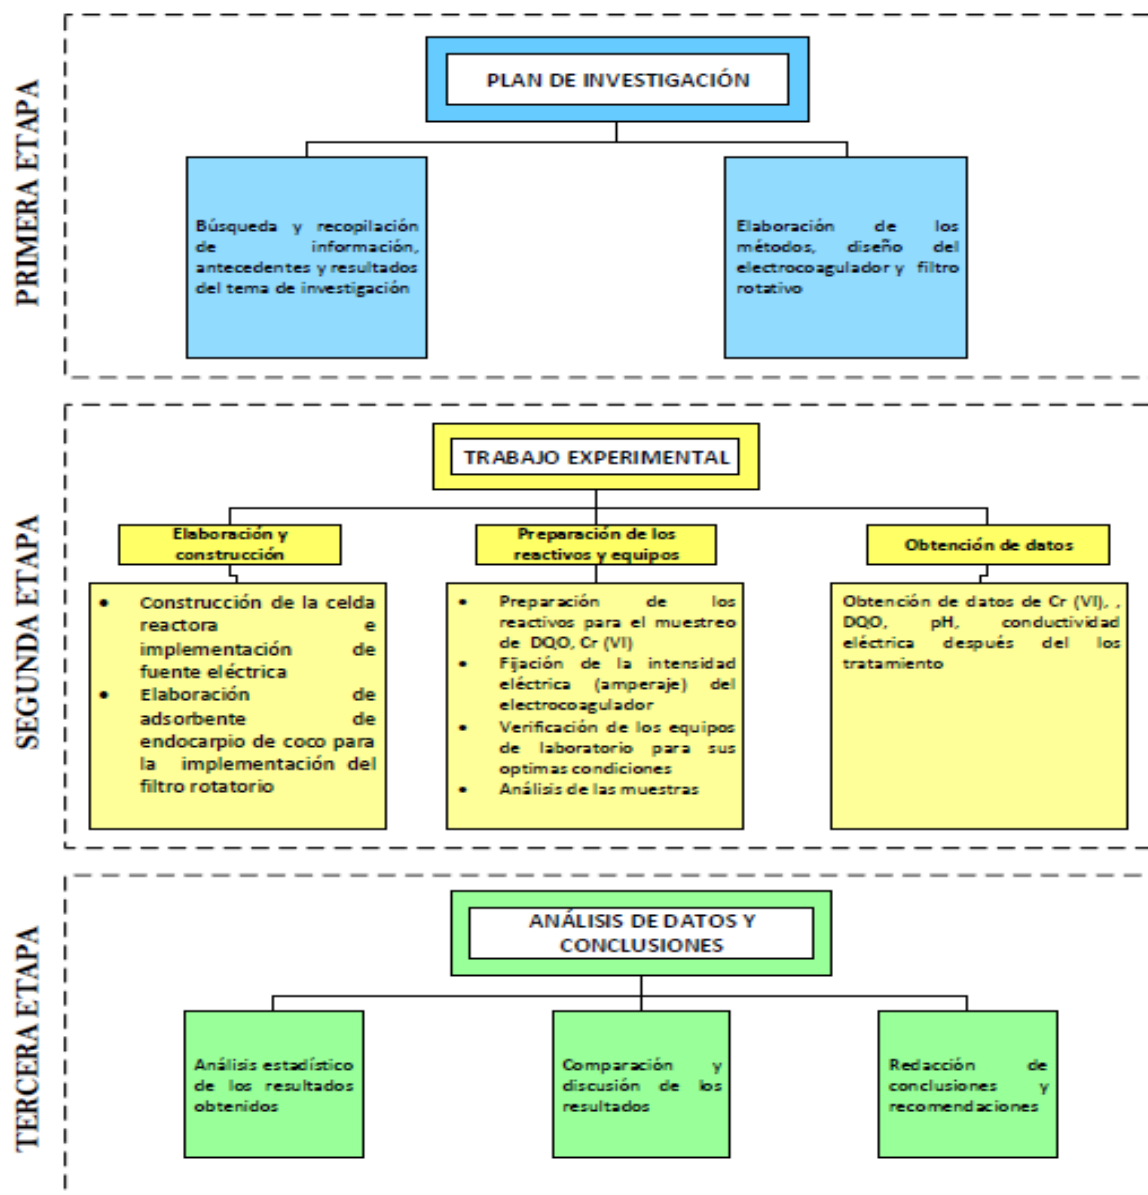 PRIMERA ETAPA
PLAN DE INVESTIGACIÓN
Búsqueda y recopilación
de información,
antecedentes y resultados
del tema de investigación
Elaboración de los
métodos, diseño del
electrocoagulador y filtro
rotativo
SEGUNDA ETAPA
TRABAJO EXPERIMENTAL
Elaboración y
construcción
• Construcción de la celda
reactora e
implementación de
fuente eléctrica
• Elaboración de
adsorbente de
endocarpio de coco para
la implementación del
filtro rotatorio
Preparación de los
reactivos y equipos
• Preparación de los
reactivos para el muestreo
de DQO, Cr (VI)
• Fijación de la intensidad
eléctrica (amperaje) del
electrocoagulador
• Verificación de los equipos
de laboratorio para sus
optimas condiciones
• Análisis de las muestras
Obtención de datos
Obtención de datos de Cr (VI), ,
DQO, pH, conductividad
eléctrica después del los
tratamiento
TERCERA ETAPA
ANÁLISIS DE DATOS Y
CONCLUSIONES
Análisis estadístico
de los resultados
obtenidos
Comparación y
discusión de los
resultados
Redacción de
conclusiones y
recomendaciones